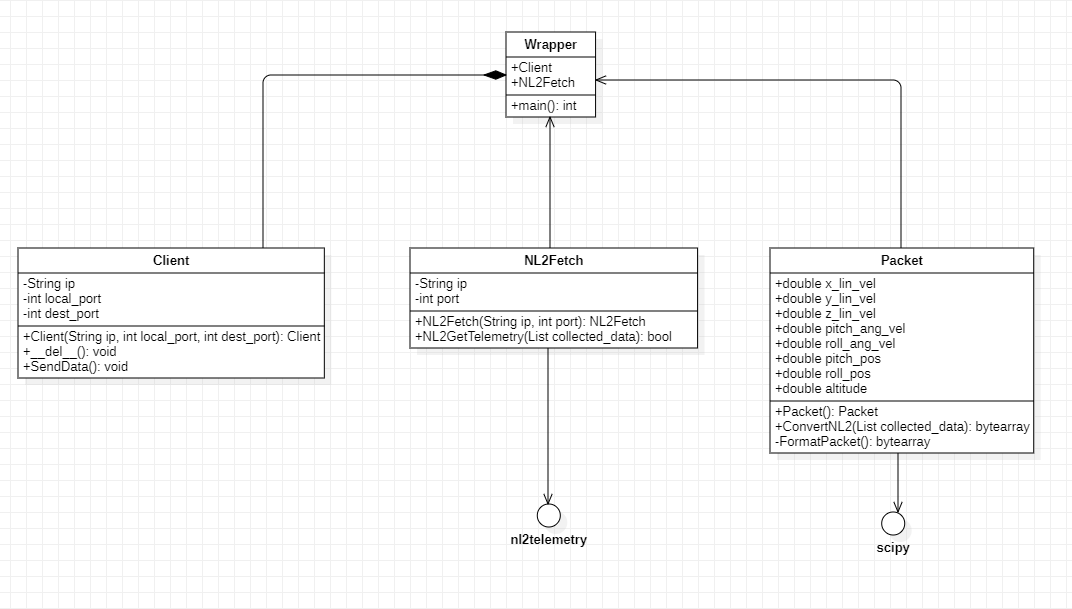 Wrapper
+Client
+NL2Fetch
+main(): int
Client
-String ip
-int local_port
-int dest_port
+Client(String ip, int local_port, int dest_port): Client
+__del__(): void
+SendData(): void
NL2Fetch
-String ip
-int port
+NL2Fetch(String ip, int port): NL2Fetch
+NL2GetTelemetry(List collected_data): bool
Packet
+double x_lin_vel
+double y_lin_vel
+double z_lin_vel
+double pitch_ang_vel
+double roll_ang_vel
+double pitch_pos
+double roll_pos
+double altitude
+Packet(): Packet
+ConvertNL2(List collected_data): bytearray
-FormatPacket(): bytearray
nl2telemetry
scipy